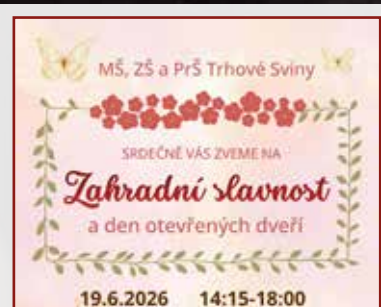 MŠ, ZŠ a PrŠ Trhové Sviny
SRDEČNĚ VÁS ZVEME NA
Zahradní slavnost
a den otevřených dveří
19.6.2026 14:15-18:00